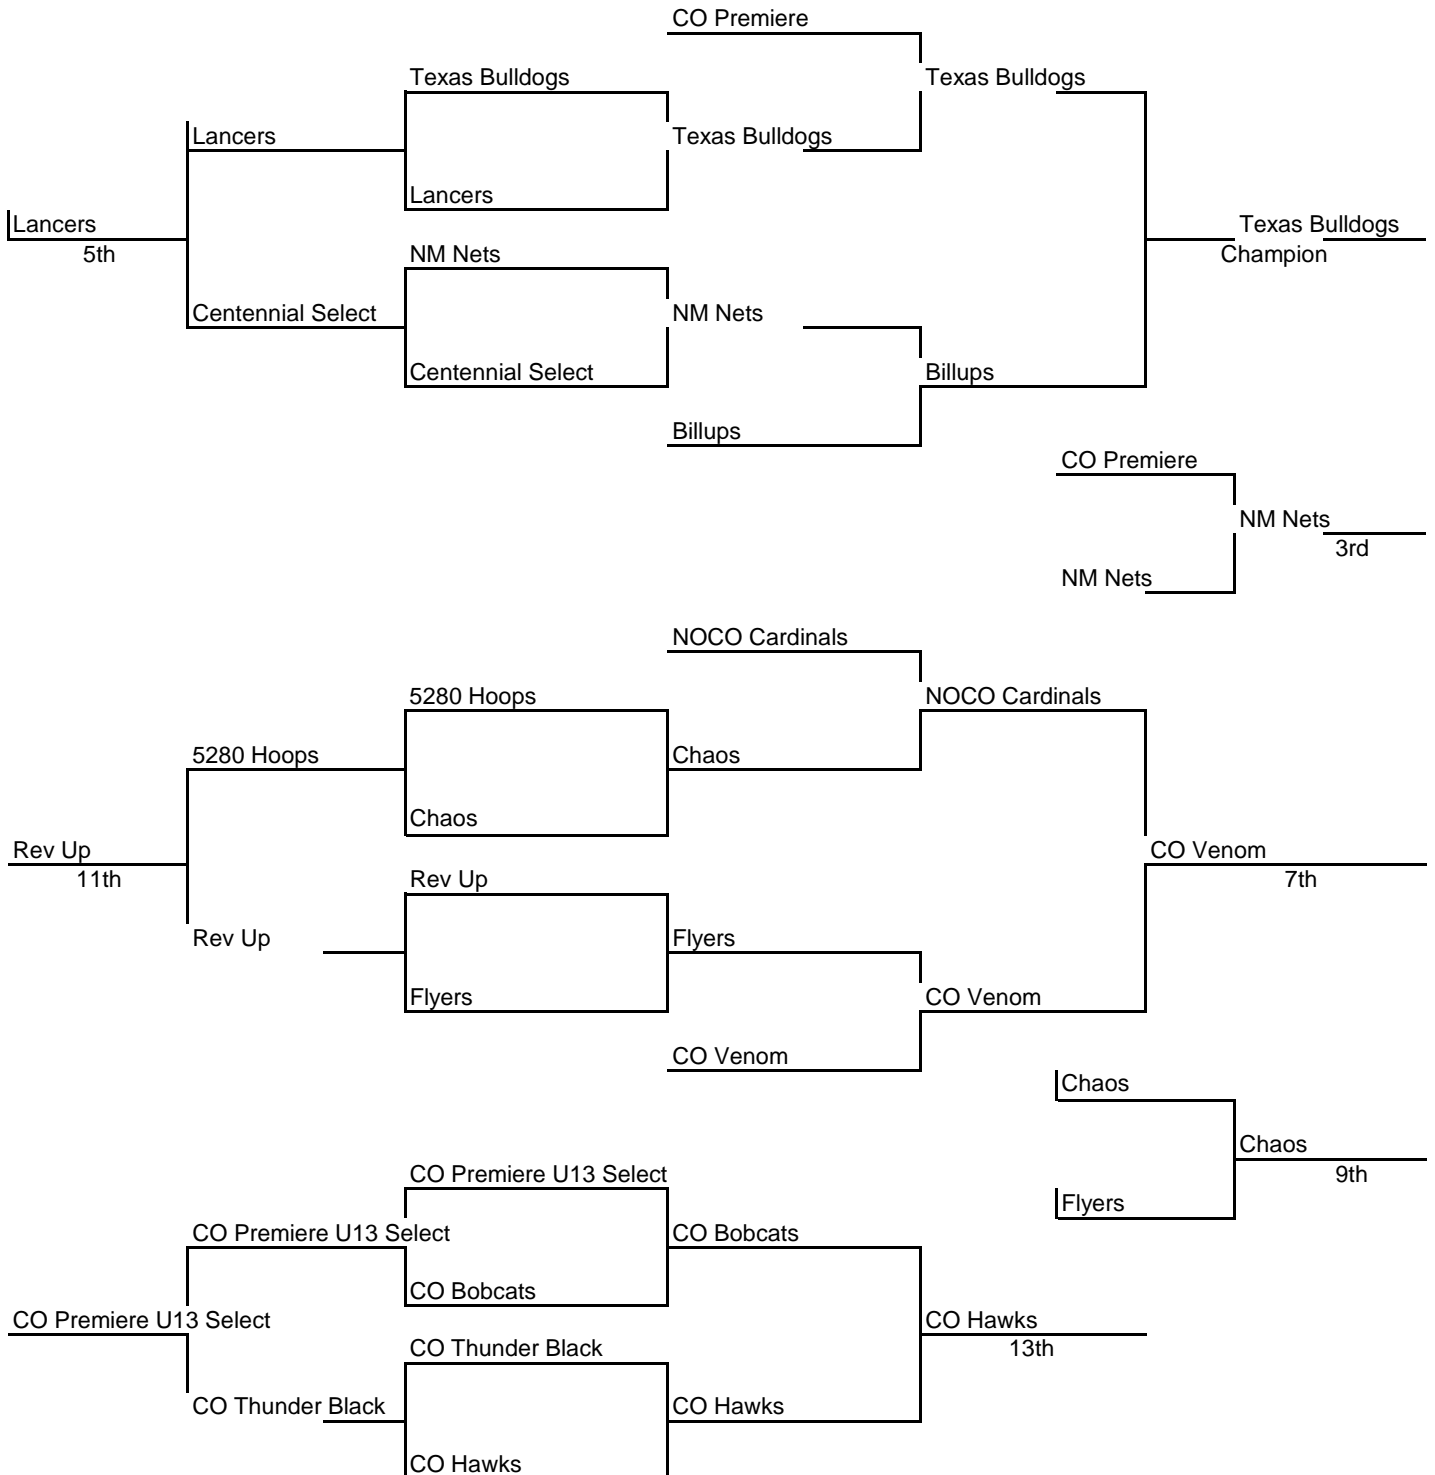 CO Premiere
Texas Bulldogs Texas Bulldogs
Lancers Texas Bulldogs
Lancers
Lancers Texas Bulldogs
5th NM Nets Champion
Centennial Select NM Nets
Centennial Select Billups
Billups
CO Premiere
NM Nets
3rd
NM Nets
NOCO Cardinals
5280 Hoops NOCO Cardinals
5280 Hoops Chaos
Chaos
Rev Up CO Venom
11th Rev Up 7th
Rev Up Flyers
Flyers CO Venom
CO Venom
Chaos
Chaos
CO Premiere U13 Select 9th
Flyers
CO Premiere U13 Select CO Bobcats
CO Bobcats
CO Premiere U13 Select CO Hawks
CO Thunder Black 13th
CO Thunder Black CO Hawks
CO Hawks